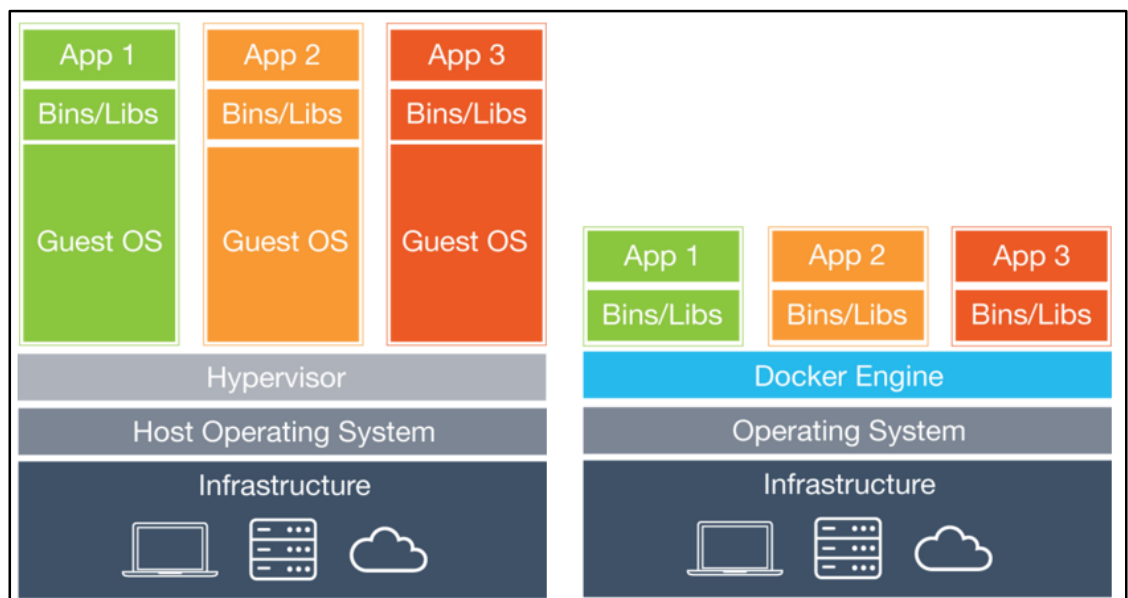 App 1
App 2
App 3
Bins/Libs
Bins/Libs
Bins/Libs
Guest OS
Guest OS
Guest OS
Hypervisor
Host Operating System
Infrastructure
App 1
App 2
App 3
Bins/Libs
Bins/Libs
Bins/Libs
Docker Engine
Operating System
Infrastructure